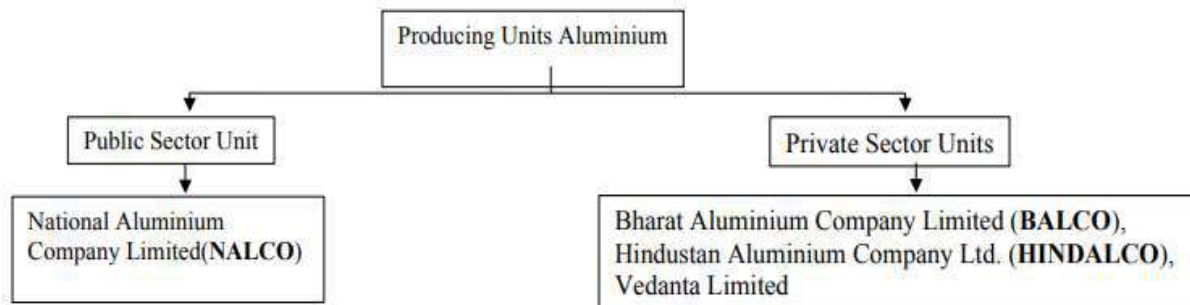 Producing Units Aluminium
Public Sector Unit
Private Sector Units
National Aluminium
Company Limited(NALCO)
Bharat Aluminium Company Limited (BALCO),
Hindustan Aluminium Company Ltd. (HINDALCO),
Vedanta Limited